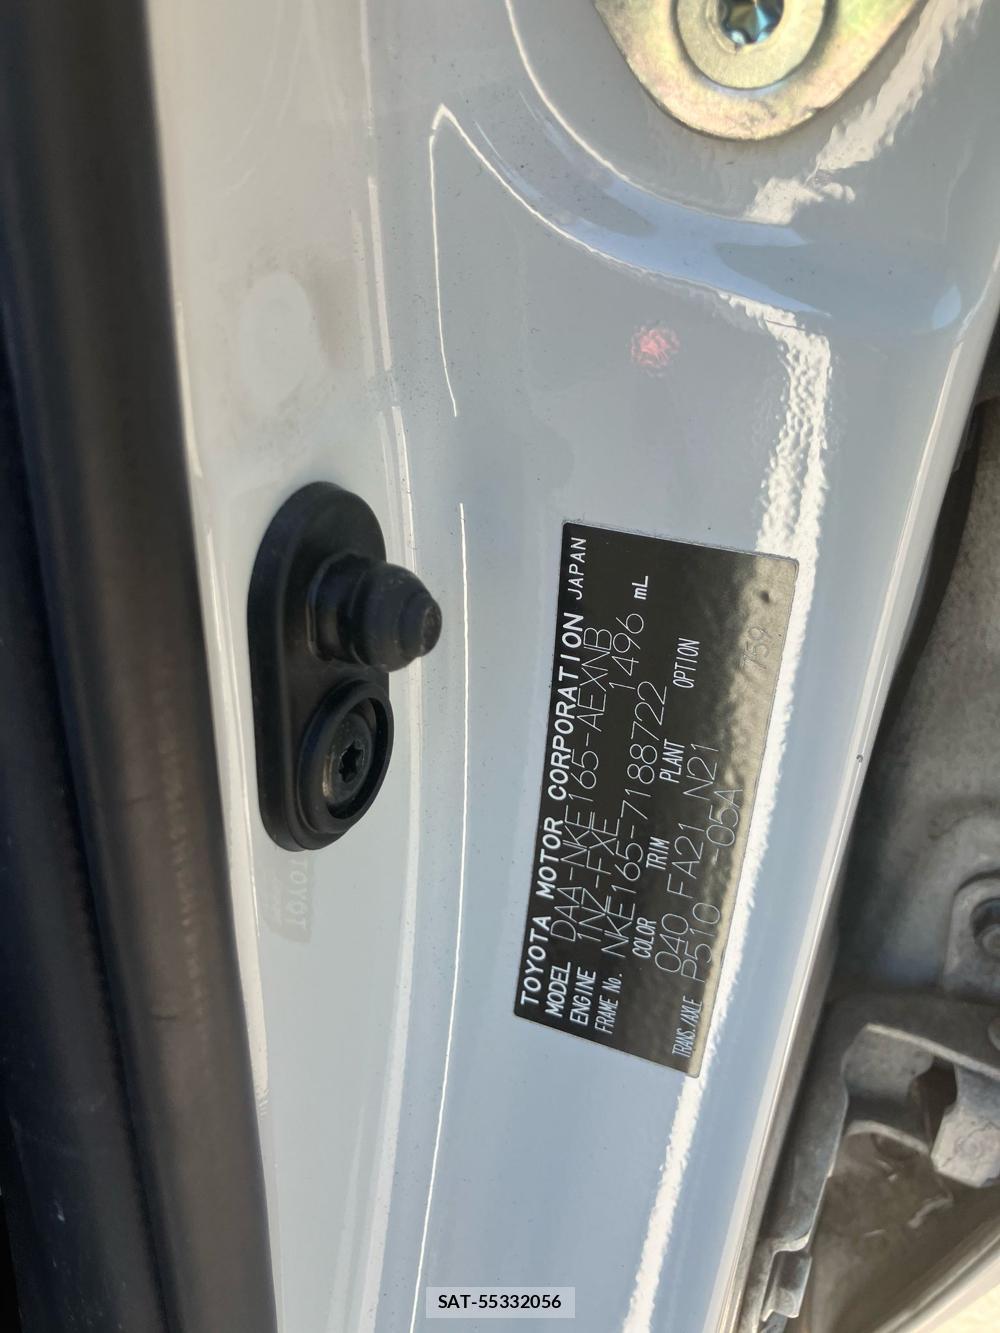 TOYOTA MOTOR CORPORATION JAPAN
MODEL DAA-NKE165-AEXNB
ENGINE 1NZ-FXE 1496 mL
FRAME No. NKE165-7188722
COLOR TRIM PLANT OPTION
040 FA21 N21
TRANS./AXLE P510 -05A 759
TOYOT
SAT-55332056